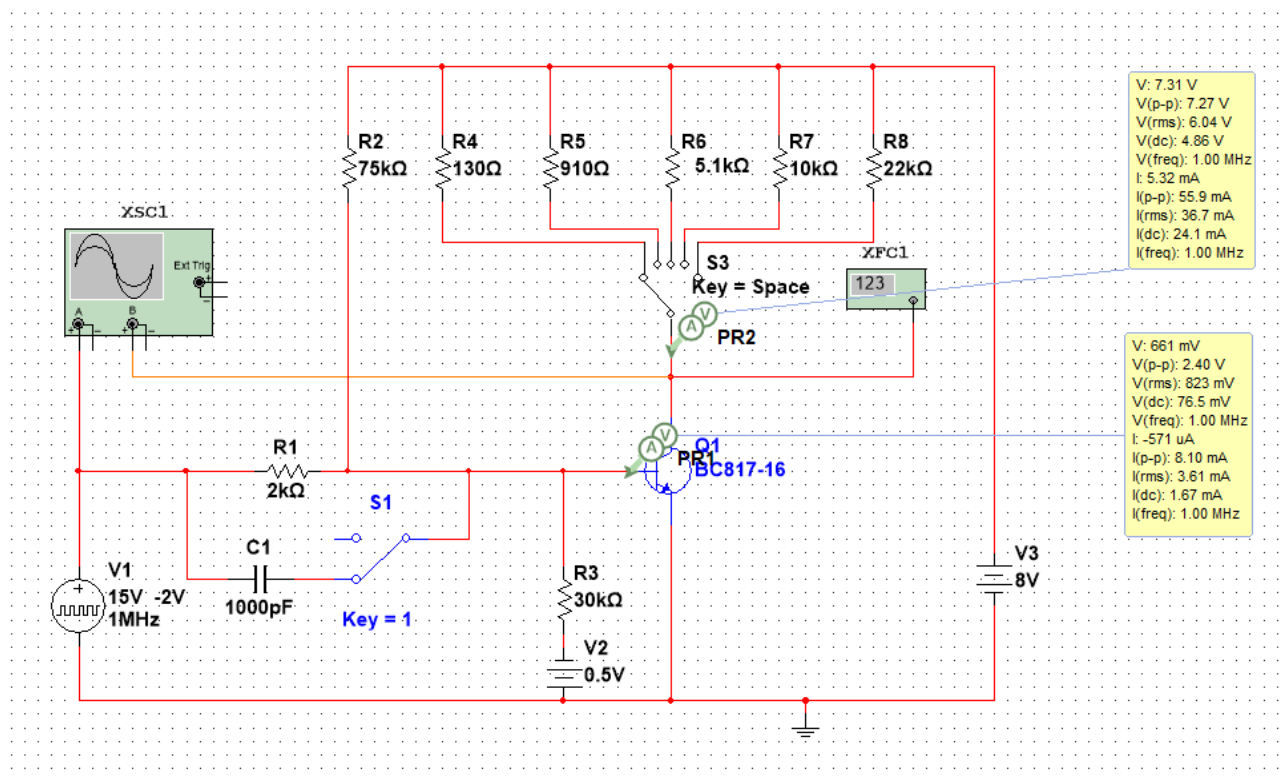 V: 7.31 V
V(p-p): 7.27 V
V(rms): 6.04 V
V(dc): 4.86 V
V(freq): 1.00 MHz
I: 5.32 mA
I(p-p): 55.9 mA
I(rms): 36.7 mA
I(dc): 24.1 mA
I(freq): 1.00 MHz
R2
75kΩ
R4
130Ω
R5
910Ω
R6
5.1kΩ
R7
10kΩ
R8
22kΩ
XSC1
Ext Trig
+
–
A
B
+ – + –
S3
Key = Space
XFC1
123
A V
PR2
V: 661 mV
V(p-p): 2.40 V
V(rms): 823 mV
V(dc): 76.5 mV
V(freq): 1.00 MHz
I: -571 uA
I(p-p): 8.10 mA
I(rms): 3.61 mA
I(dc): 1.67 mA
I(freq): 1.00 MHz
A V
PR1
Q1
BC817-16
R1
2kΩ
S1
Key = 1
C1
1000pF
V1
+
15V -2V
1MHz
R3
30kΩ
V2
0.5V
V3
8V